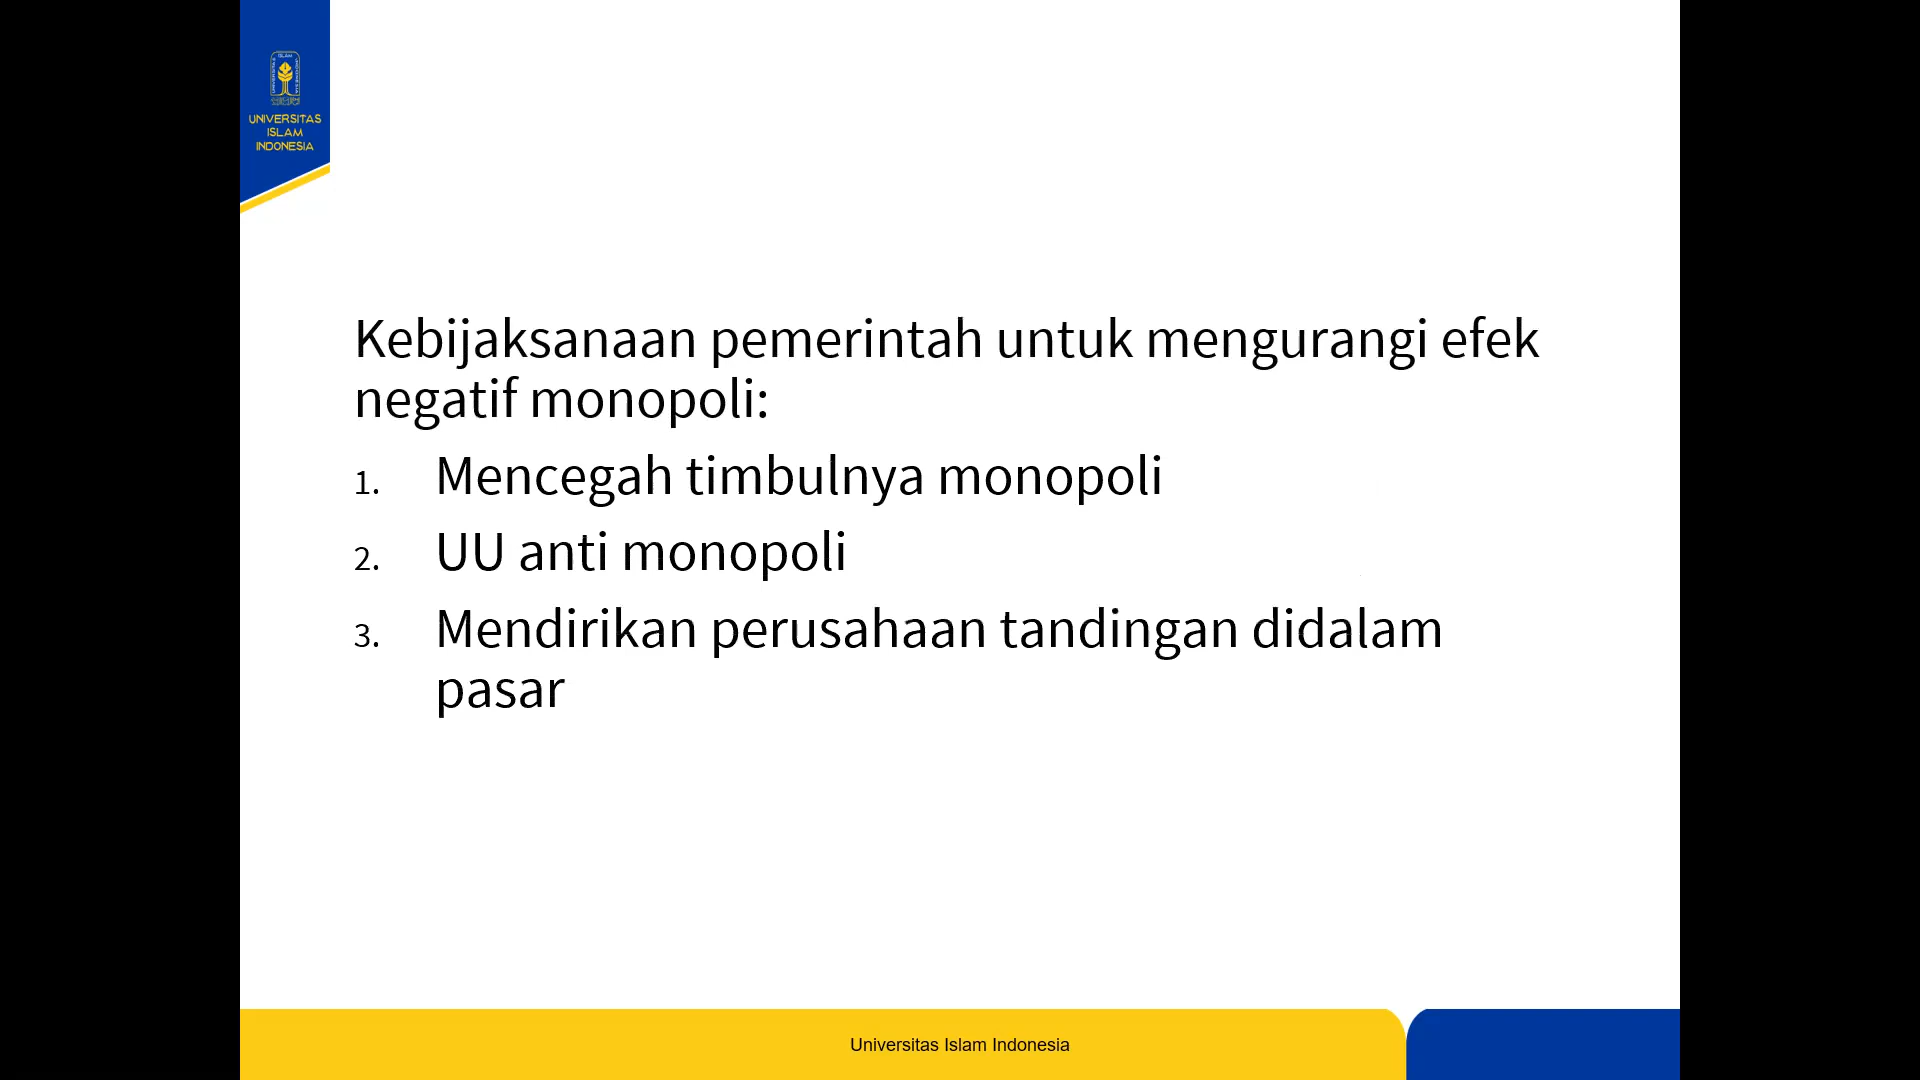 UNIVERSITAS
ISLAM
INDONESIA
Kebijaksanaan pemerintah untuk mengurangi efek
negatif monopoli:
1. Mencegah timbulnya monopoli
2. UU anti monopoli
3. Mendirikan perusahaan tandingan didalam
pasar
Universitas Islam Indonesia